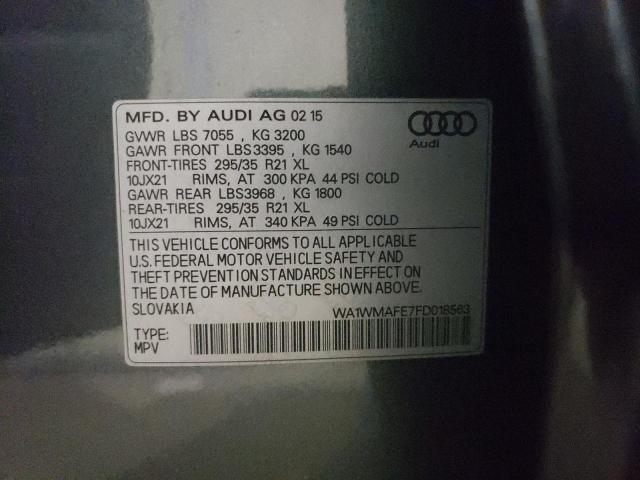 MFD. BY AUDI AG 02 15
GVWR LBS 7055 , KG 3200
GAWR FRONT LBS3395 , KG 1540
FRONT-TIRES 295/35 R21 XL
10JX21 RIMS, AT 300 KPA 44 PSI COLD
GAWR REAR LBS3968 , KG 1800
REAR-TIRES 295/35 R21 XL
10JX21 RIMS, AT 340 KPA 49 PSI COLD
Audi
THIS VEHICLE CONFORMS TO ALL APPLICABLE
U.S. FEDERAL MOTOR VEHICLE SAFETY AND
THEFT PREVENTION STANDARDS IN EFFECT ON
THE DATE OF MANUFACTURE SHOWN ABOVE.
SLOVAKIA
WA1WMAFE7FD018563
TYPE:
MPV